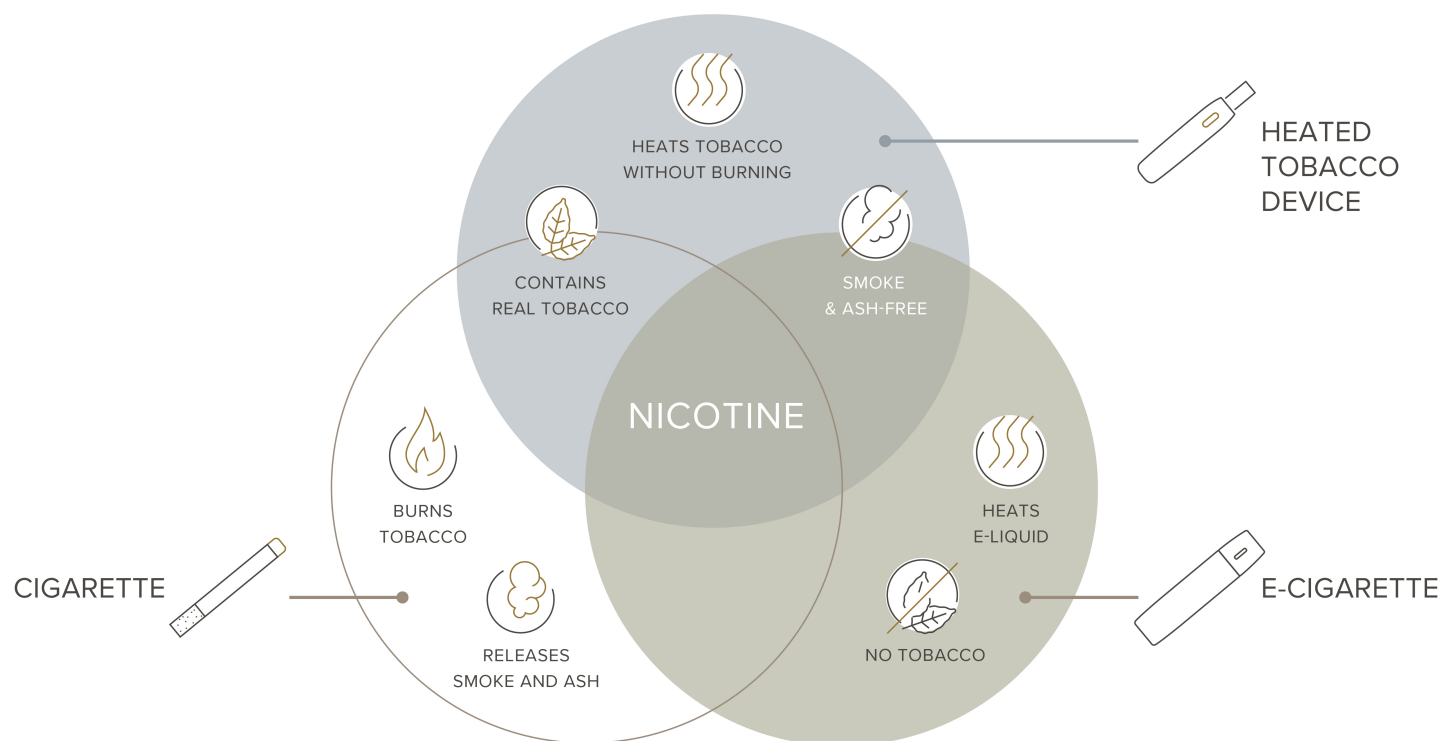 HEATS TOBACCO
WITHOUT BURNING
HEATED
TOBACCO
DEVICE
CONTAINS
REAL TOBACCO
SMOKE
& ASH-FREE
NICOTINE
BURNS
TOBACCO
HEATS
E-LIQUID
CIGARETTE
E-CIGARETTE
RELEASES
SMOKE AND ASH
NO TOBACCO